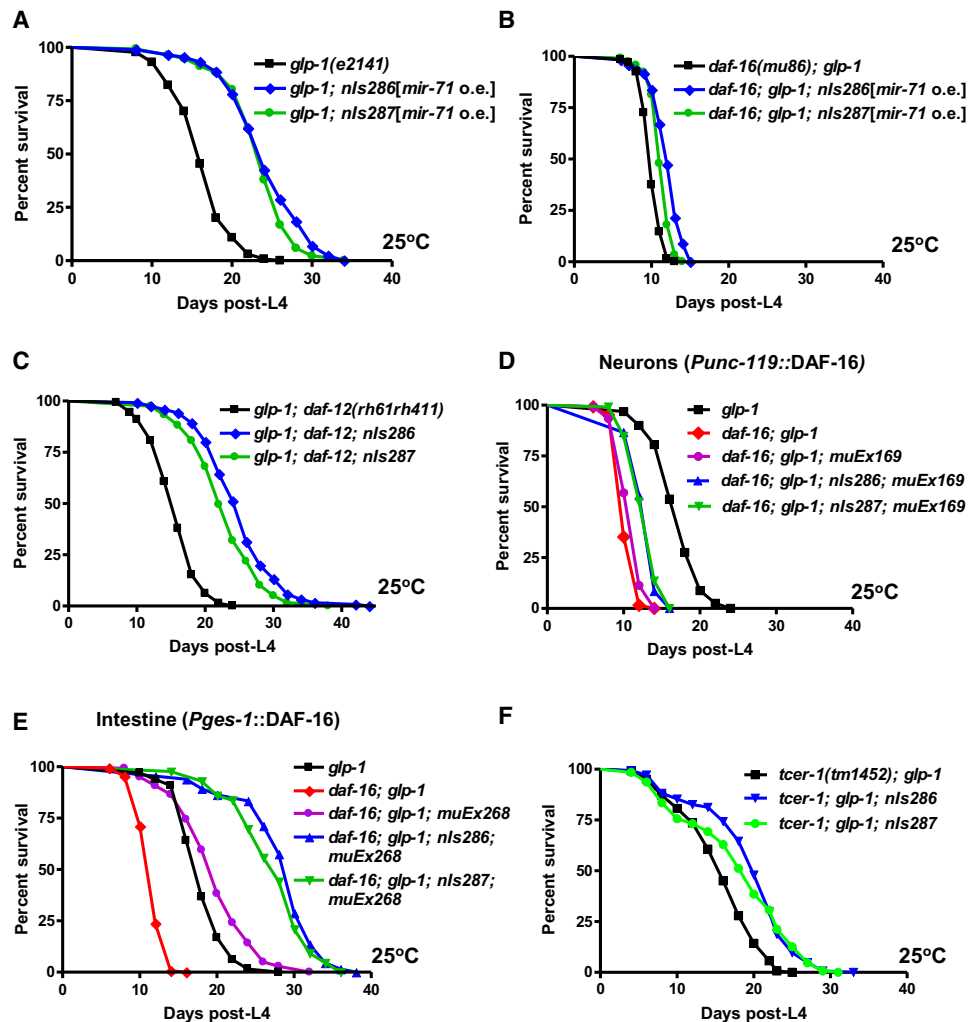 A
glp-1(e2141)
glp-1; nIs286[mir-71 o.e.]
glp-1; nIs287[mir-71 o.e.]
Percent survival
100
75
50
25
0
0 10 20 30 40
25°C
Days post-L4
B
daf-16(mu86); glp-1
daf-16; glp-1; nIs286[mir-71 o.e.]
daf-16; glp-1; nIs287[mir-71 o.e.]
Percent survival
100
75
50
25
0
0 10 20 30 40
25°C
Days post-L4
C
glp-1; daf-12(rh61rh411)
glp-1; daf-12; nIs286
glp-1; daf-12; nIs287
Percent survival
100
75
50
25
0
0 10 20 30 40
25°C
Days post-L4
D
Neurons (Punc-119::DAF-16)
glp-1
daf-16; glp-1
daf-16; glp-1; muEx169
daf-16; glp-1; nIs286; muEx169
daf-16; glp-1; nIs287; muEx169
Percent survival
100
75
50
25
0
0 10 20 30 40
25°C
Days post-L4
E
Intestine (Pges-1::DAF-16)
glp-1
daf-16; glp-1
daf-16; glp-1; muEx268
daf-16; glp-1; nIs286;
muEx268
daf-16; glp-1; nIs287;
muEx268
Percent survival
100
75
50
25
0
0 10 20 30 40
25°C
Days post-L4
F
tcer-1(tm1452); glp-1
tcer-1; glp-1; nIs286
tcer-1; glp-1; nIs287
Percent survival
100
75
50
25
0
0 10 20 30 40
25°C
Days post-L4